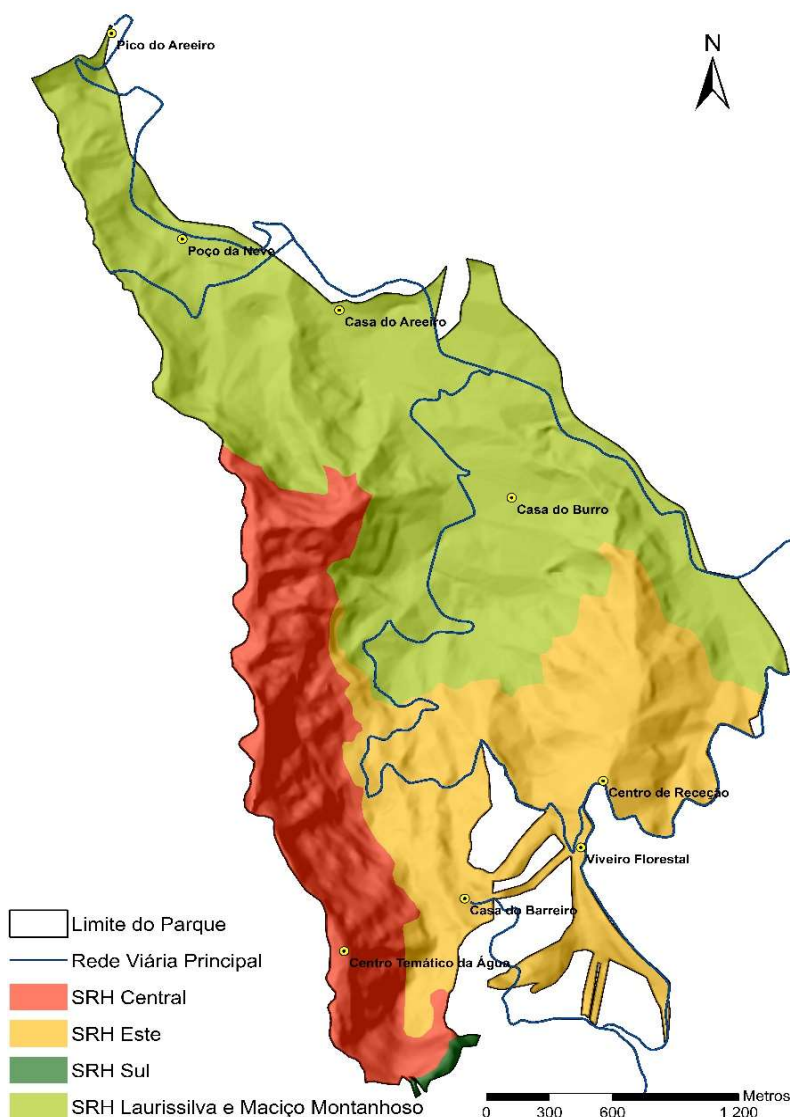 Pico do Areeiro
N
Poço da Neve
Casa do Areeiro
Casa do Burro
Centro de Receção
Viveiro Florestal
Casa do Barreiro
Centro Temático da Água
Limite do Parque
Rede Viária Principal
SRH Central
SRH Este
SRH Sul
SRH Laurissilva e Maciço Montanhoso
Metros
0 300 600 1 200